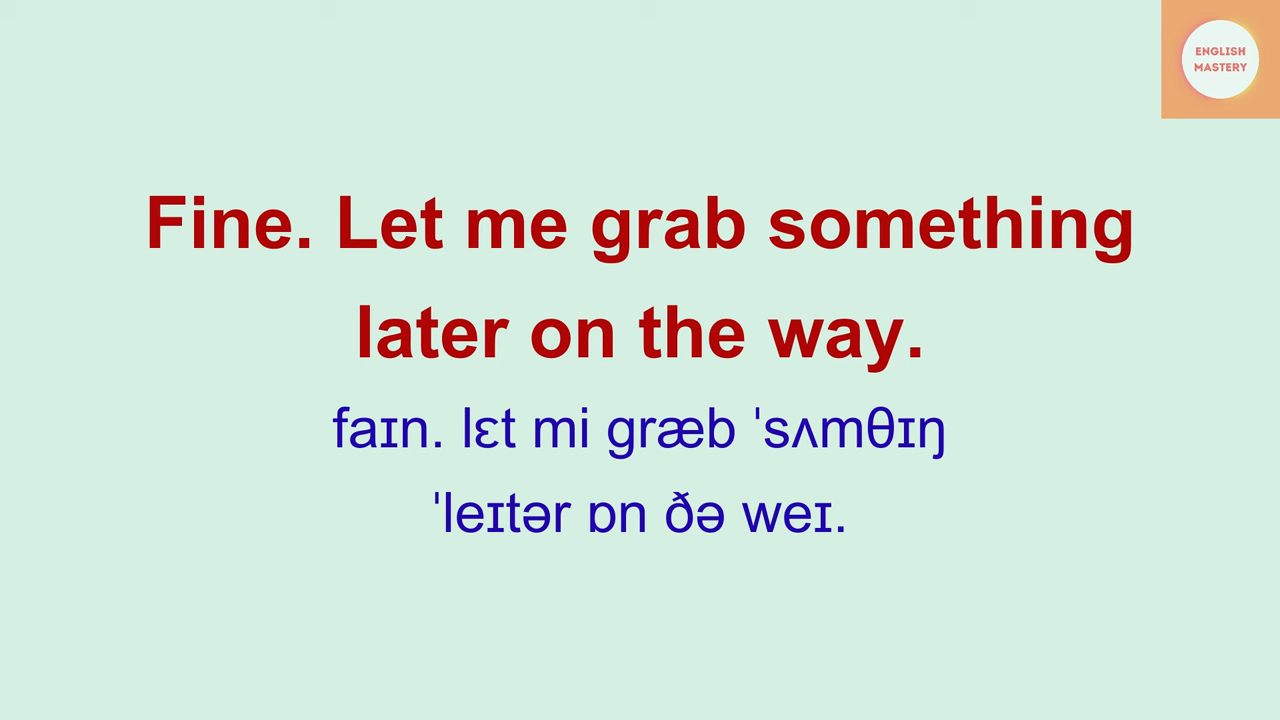 ENGLISH
MASTERY
Fine. Let me grab something
later on the way.
faɪn. lɛt mi græb ˈsʌmθɪŋ
ˈleɪtər ɒn ðə weɪ.